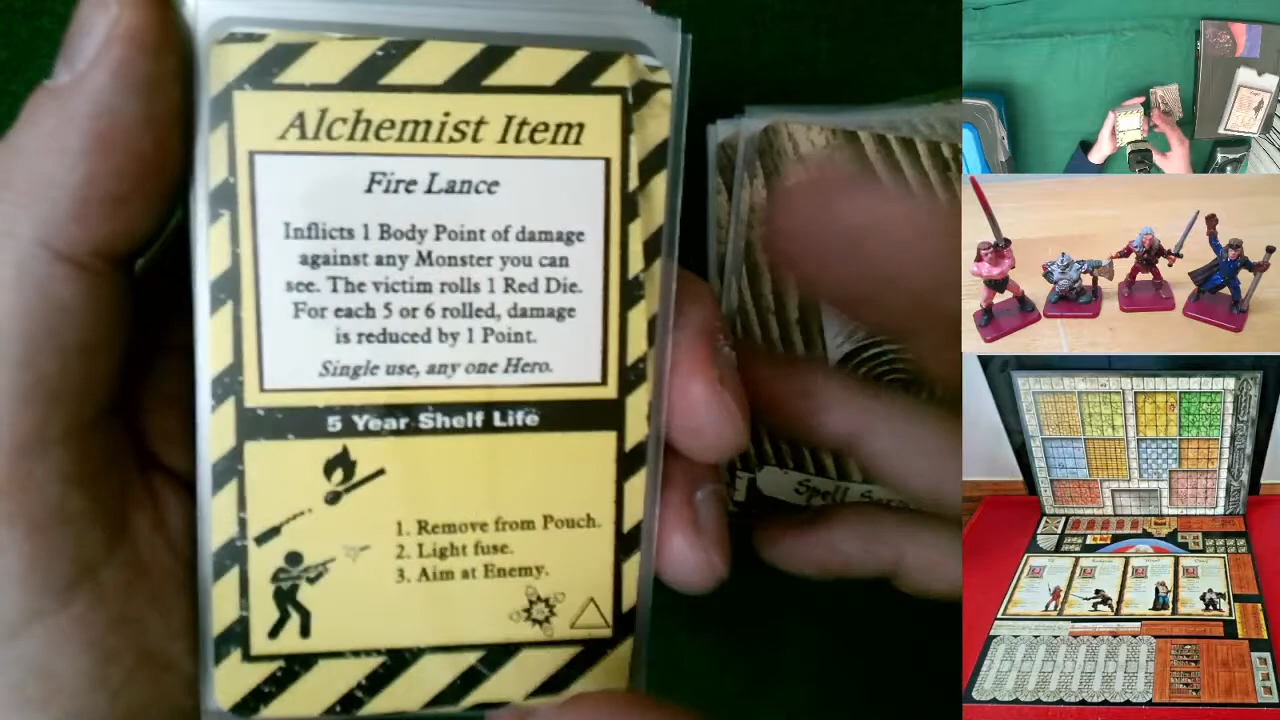 Alchemist Item
Fire Lance
Inflicts 1 Body Point of damage
against any Monster you can
see. The victim rolls 1 Red Die.
For each 5 or 6 rolled, damage
is reduced by 1 Point.
Single use, any one Hero.
5 Year Shelf Life
1. Remove from Pouch.
2. Light fuse.
3. Aim at Enemy.
Spell